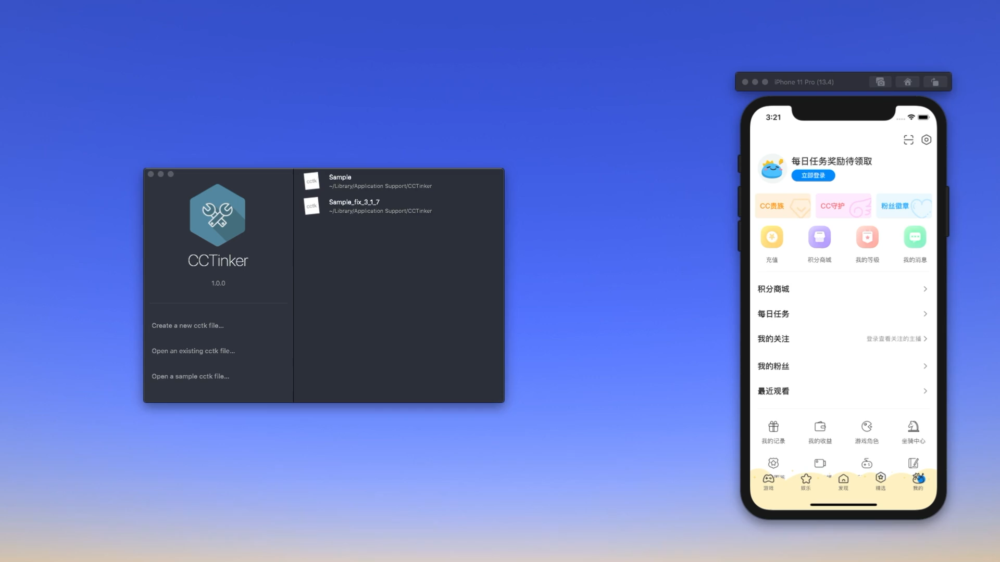 cctk
Sample
~/Library/Application Support/CCTinker
cctk
Sample_fix_3_1_7
~/Library/Application Support/CCTinker
CCTinker
1.0.0
Create a new cctk file...
Open an existing cctk file...
Open a sample cctk file...
iPhone 11 Pro (13.4)
3:21
每日任务奖励待领取
立即登录
CC贵族
CC守护
粉丝徽章
充值
积分商城
我的等级
我的消息
积分商城
每日任务
我的关注
登录查看关注的主播
我的粉丝
最近观看
我的记录
我的收益
游戏角色
坐骑中心
游戏
娱乐
发现
精选
我的